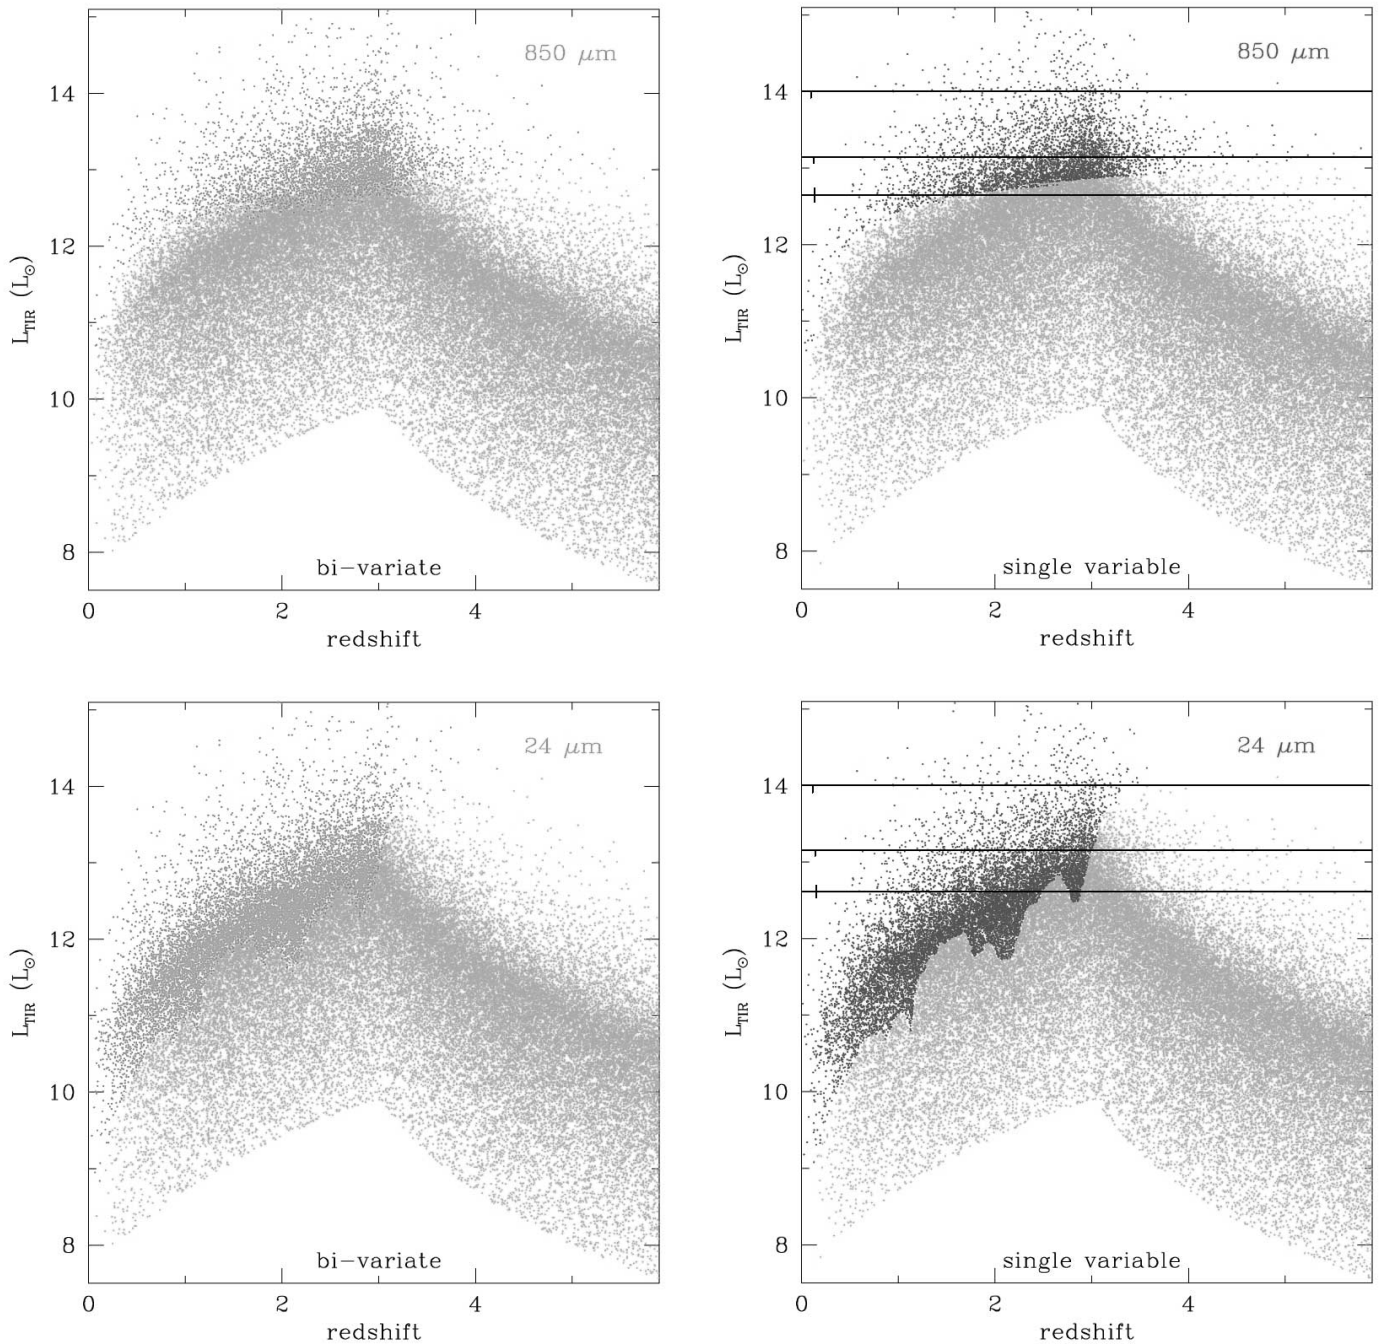 850 μm
14
12
10
8
L_TIR (L_⊙)
bi-variate
0 2 4
redshift
850 μm
14
12
10
8
L_TIR (L_⊙)
single variable
0 2 4
redshift
24 μm
14
12
10
8
L_TIR (L_⊙)
bi-variate
0 2 4
redshift
24 μm
14
12
10
8
L_TIR (L_⊙)
single variable
0 2 4
redshift